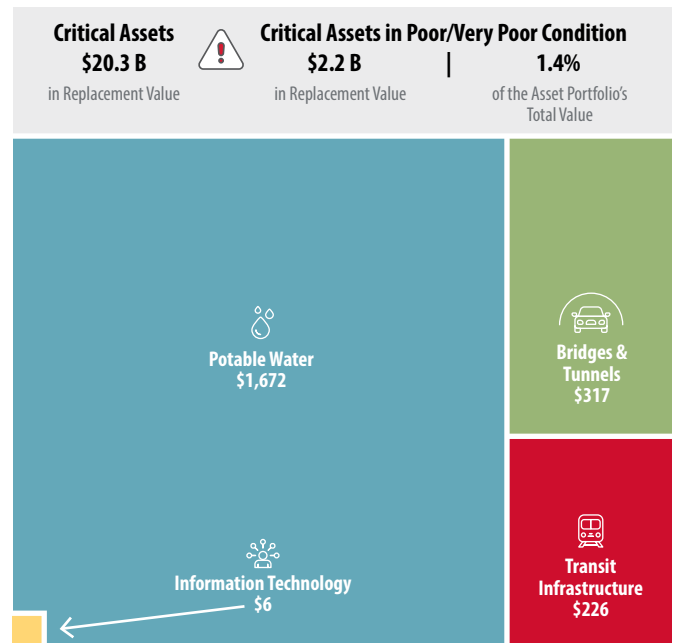 Critical Assets
$20.3 B
in Replacement Value
Critical Assets in Poor/Very Poor Condition
$2.2 B | 1.4%
in Replacement Value
of the Asset Portfolio's
Total Value
Potable Water
$1,672
Bridges &
Tunnels
$317
Information Technology
$6
Transit
Infrastructure
$226